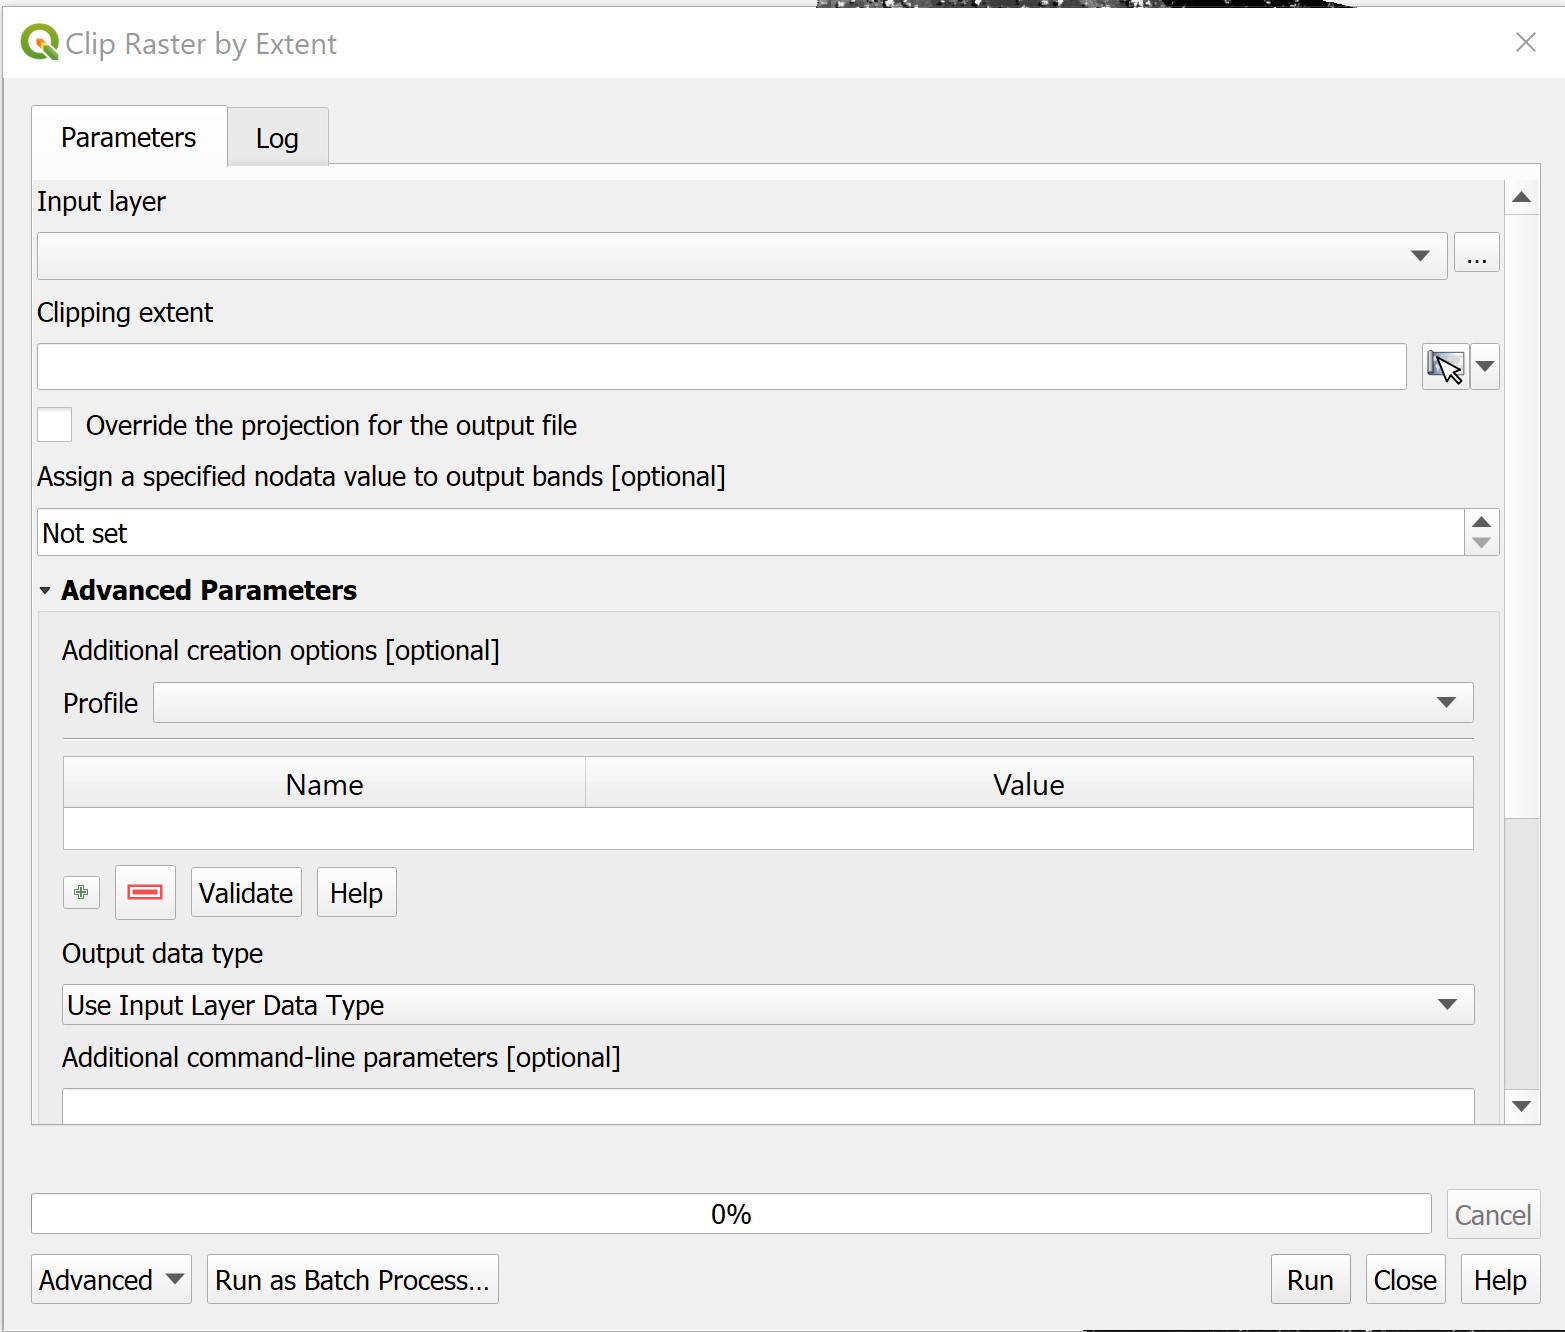 Clip Raster by Extent
Parameters
Log
Input layer
...
Clipping extent
Override the projection for the output file
Assign a specified nodata value to output bands [optional]
Not set
Advanced Parameters
Additional creation options [optional]
Profile
Name Value
Validate Help
Output data type
Use Input Layer Data Type
Additional command-line parameters [optional]
0%
Cancel
Advanced Run as Batch Process... Run Close Help